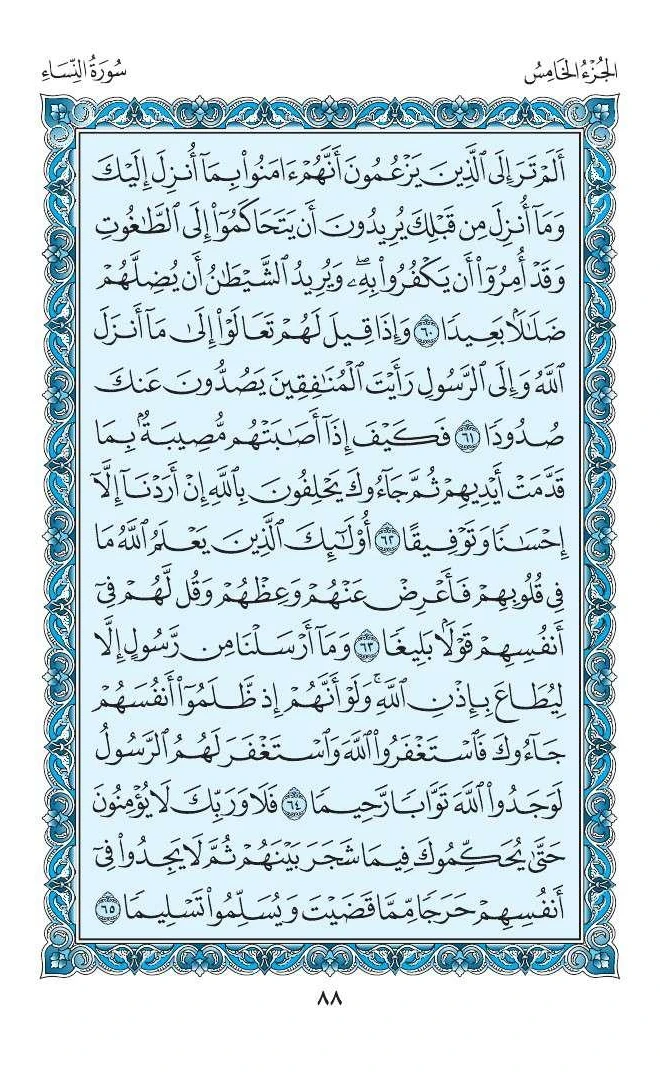 الجُزْءُ الخَامِسُ
سُورَةُ النِّسَاءِ
أَلَمْ تَرَ إِلَى ٱلَّذِينَ يَزْعُمُونَ أَنَّهُمْ ءَامَنُوا۟ بِمَآ أُنزِلَ إِلَيْكَ
وَمَآ أُنزِلَ مِن قَبْلِكَ يُرِيدُونَ أَن يَتَحَاكَمُوٓا۟ إِلَى ٱلطَّـٰغُوتِ
وَقَدْ أُمِرُوٓا۟ أَن يَكْفُرُوا۟ بِهِۦۖ وَيُرِيدُ ٱلشَّيْطَـٰنُ أَن يُضِلَّهُمْ
ضَلَـٰلًۢا بَعِيدًا ٦٠ وَإِذَا قِيلَ لَهُمْ تَعَالَوْا۟ إِلَىٰ مَآ أَنزَلَ
ٱللَّهُ وَإِلَى ٱلرَّسُولِ رَأَيْتَ ٱلْمُنَـٰفِقِينَ يَصُدُّونَ عَنكَ
صُدُودًا ٦١ فَكَيْفَ إِذَآ أَصَـٰبَتْهُم مُّصِيبَةٌۢ بِمَا
قَدَّمَتْ أَيْدِيهِمْ ثُمَّ جَآءُوكَ يَحْلِفُونَ بِٱللَّهِ إِنْ أَرَدْنَآ إِلَّآ
إِحْسَـٰنًا وَتَوْفِيقًا ٦٢ أُو۟لَـٰٓئِكَ ٱلَّذِينَ يَعْلَمُ ٱللَّهُ مَا
فِى قُلُوبِهِمْ فَأَعْرِضْ عَنْهُمْ وَعِظْهُمْ وَقُل لَّهُمْ فِىٓ
أَنفُسِهِمْ قَوْلًۢا بَلِيغًا ٦٣ وَمَآ أَرْسَلْنَا مِن رَّسُولٍ إِلَّا
لِيُطَاعَ بِإِذْنِ ٱللَّهِۚ وَلَوْ أَنَّهُمْ إِذ ظَّلَمُوٓا۟ أَنفُسَهُمْ
جَآءُوكَ فَٱسْتَغْفَرُوا۟ ٱللَّهَ وَٱسْتَغْفَرَ لَهُمُ ٱلرَّسُولُ
لَوَجَدُوا۟ ٱللَّهَ تَوَّابًا رَّحِيمًا ٦٤ فَلَا وَرَبِّكَ لَا يُؤْمِنُونَ
حَتَّىٰ يُحَكِّمُوكَ فِيمَا شَجَرَ بَيْنَهُمْ ثُمَّ لَا يَجِدُوا۟ فِىٓ
أَنفُسِهِمْ حَرَجًا مِّمَّا قَضَيْتَ وَيُسَلِّمُوا۟ تَسْلِيمًا ٦٥
٨٨